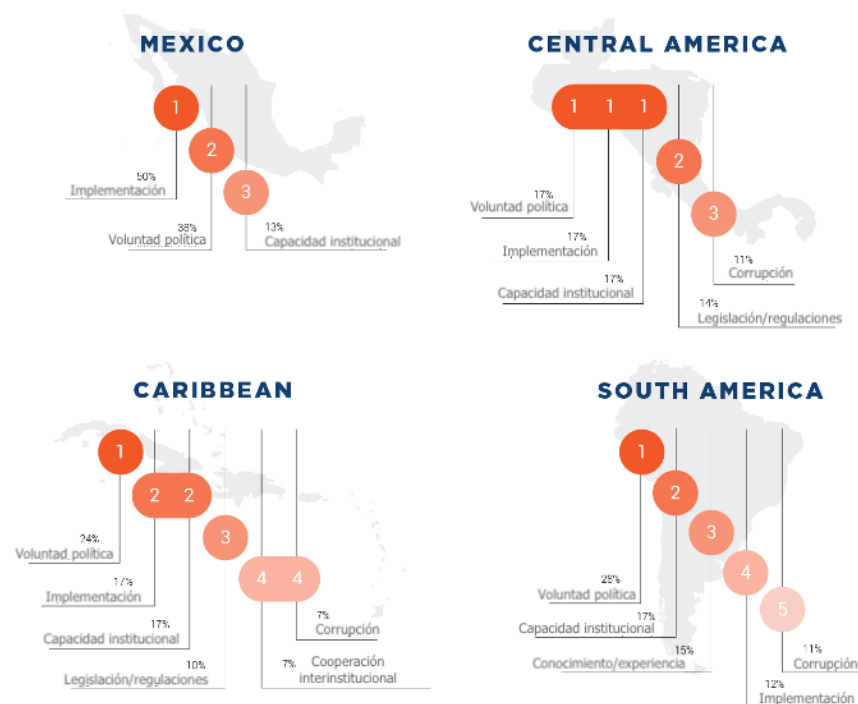 MEXICO
1
2
3
50%
Implementación
38%
Voluntad política
13%
Capacidad institucional
CENTRAL AMERICA
1 1 1
2
3
17%
Voluntad política
17%
Implementación
17%
Capacidad institucional
11%
Corrupción
14%
Legislación/regulaciones
CARIBBEAN
1
2 2
3
4 4
24%
Voluntad política
17%
Implementación
17%
Capacidad institucional
10%
Legislación/regulaciones
7%
Corrupción
7% Cooperación
interinstitucional
SOUTH AMERICA
1
2
3
4
5
28%
Voluntad política
17%
Capacidad institucional
15%
Conocimiento/experiencia
11%
Corrupción
12%
Implementación